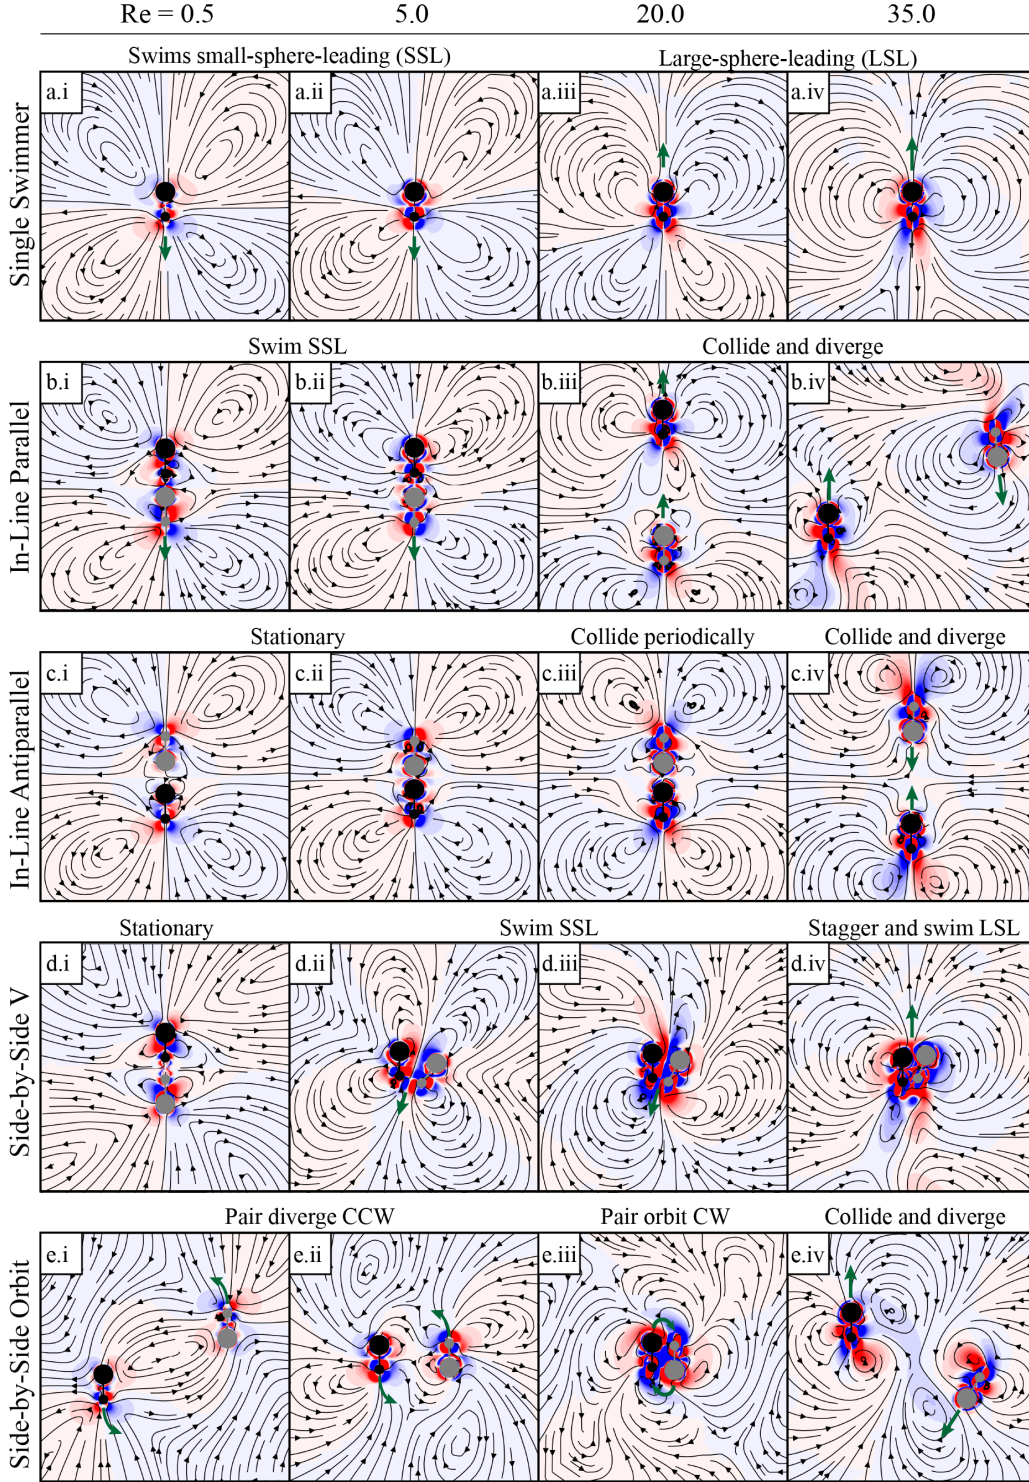 Re = 0.5 5.0 20.0 35.0
Swims small-sphere-leading (SSL) Large-sphere-leading (LSL)
Single Swimmer
a.i a.ii a.iii a.iv
Swim SSL Collide and diverge
In-Line Parallel
b.i b.ii b.iii b.iv
Stationary Collide periodically Collide and diverge
In-Line Antiparallel
c.i c.ii c.iii c.iv
Stationary Swim SSL Stagger and swim LSL
Side-by-Side V
d.i d.ii d.iii d.iv
Pair diverge CCW Pair orbit CW Collide and diverge
Side-by-Side Orbit
e.i e.ii e.iii e.iv